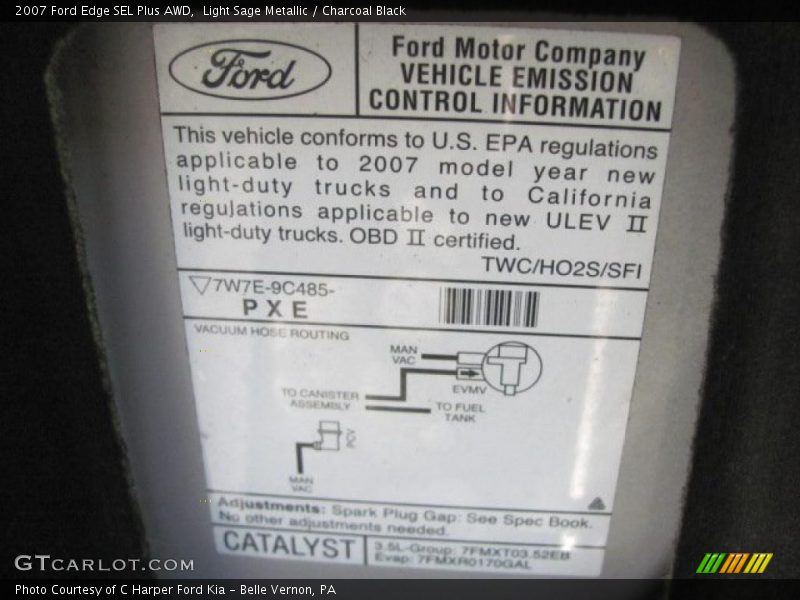 2007 Ford Edge SEL Plus AWD,  Light Sage Metallic / Charcoal Black
Ford
Ford Motor Company
VEHICLE EMISSION
CONTROL INFORMATION
This vehicle conforms to U.S. EPA regulations
applicable to 2007 model year new
light-duty trucks and to California
regulations applicable to new ULEV II
light-duty trucks. OBD II certified.
TWC/HO2S/SFI
7W7E-9C485-
PXE
VACUUM HOSE ROUTING
MAN
VAC
EVMV
TO CANISTER
ASSEMBLY
TO FUEL
TANK
PCV
MAN
VAC
Adjustments: Spark Plug Gap: See Spec Book.
No other adjustments needed.
CATALYST
3.5L-Group: 7FMXT03.52EB
Evap: 7FMXR0170GAL
GTCARLOT.COM
Photo Courtesy of C Harper Ford Kia – Belle Vernon, PA